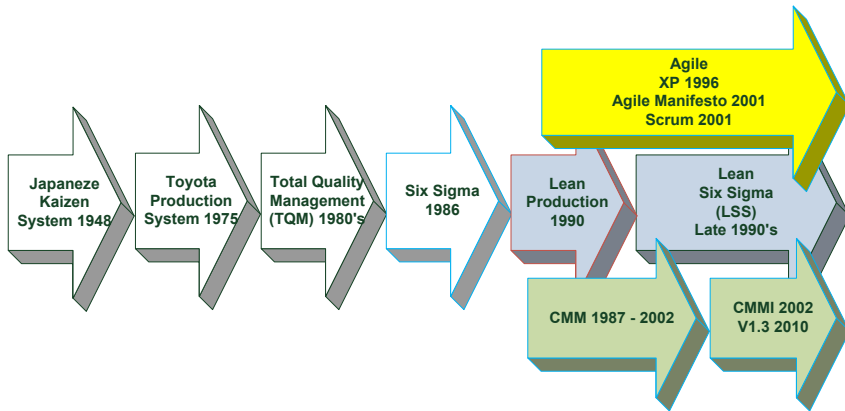 Japaneze
Kaizen
System 1948
Toyota
Production
System 1975
Total Quality
Management
(TQM) 1980's
Six Sigma
1986
Lean
Production
1990
Agile
XP 1996
Agile Manifesto 2001
Scrum 2001
Lean
Six Sigma
(LSS)
Late 1990's
CMM 1987 - 2002
CMMI 2002
V1.3 2010